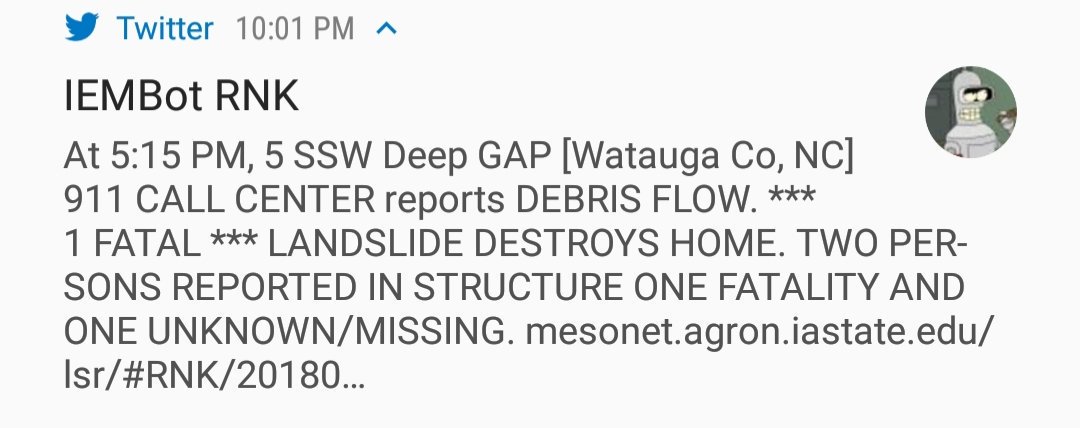 Twitter 10:01 PM
IEMBot RNK
At 5:15 PM, 5 SSW Deep GAP [Watauga Co, NC]
911 CALL CENTER reports DEBRIS FLOW. ***
1 FATAL *** LANDSLIDE DESTROYS HOME. TWO PER-
SONS REPORTED IN STRUCTURE ONE FATALITY AND
ONE UNKNOWN/MISSING. mesonet.agron.iastate.edu/
lsr/#RNK/20180...